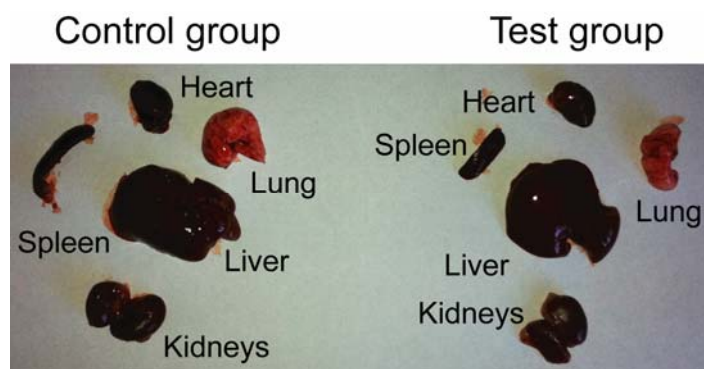 Control group
Test group
Heart
Lung
Spleen
Liver
Kidneys
Heart
Spleen
Lung
Liver
Kidneys